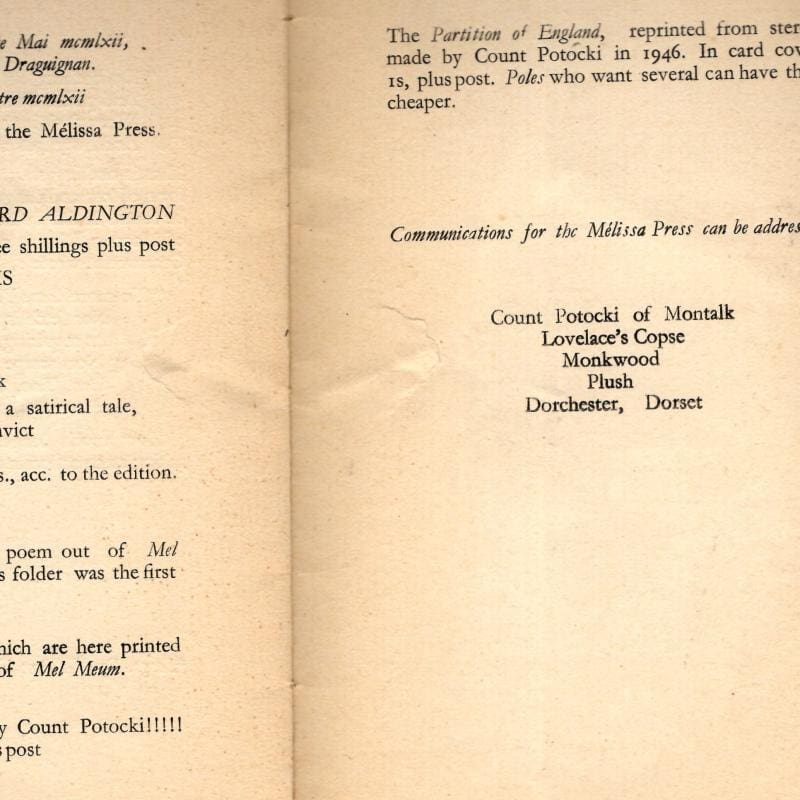 e Mai mcmlxii,
Draguignan.
tre mcmlxii
the Mélissa Press.
RD ALDINGTON
ee shillings plus post
IS
k
a satirical tale,
nvict
s., acc. to the edition.
poem out of Mel
s folder was the first
hich are here printed
of Mel Meum.
y Count Potocki!!!!!
s post
The Partition of England, reprinted from ster
made by Count Potocki in 1946. In card cov
1s, plus post. Poles who want several can have th
cheaper.
Communications for the Mélissa Press can be addres
Count Potocki of Montalk
Lovelace's Copse
Monkwood
Plush
Dorchester, Dorset